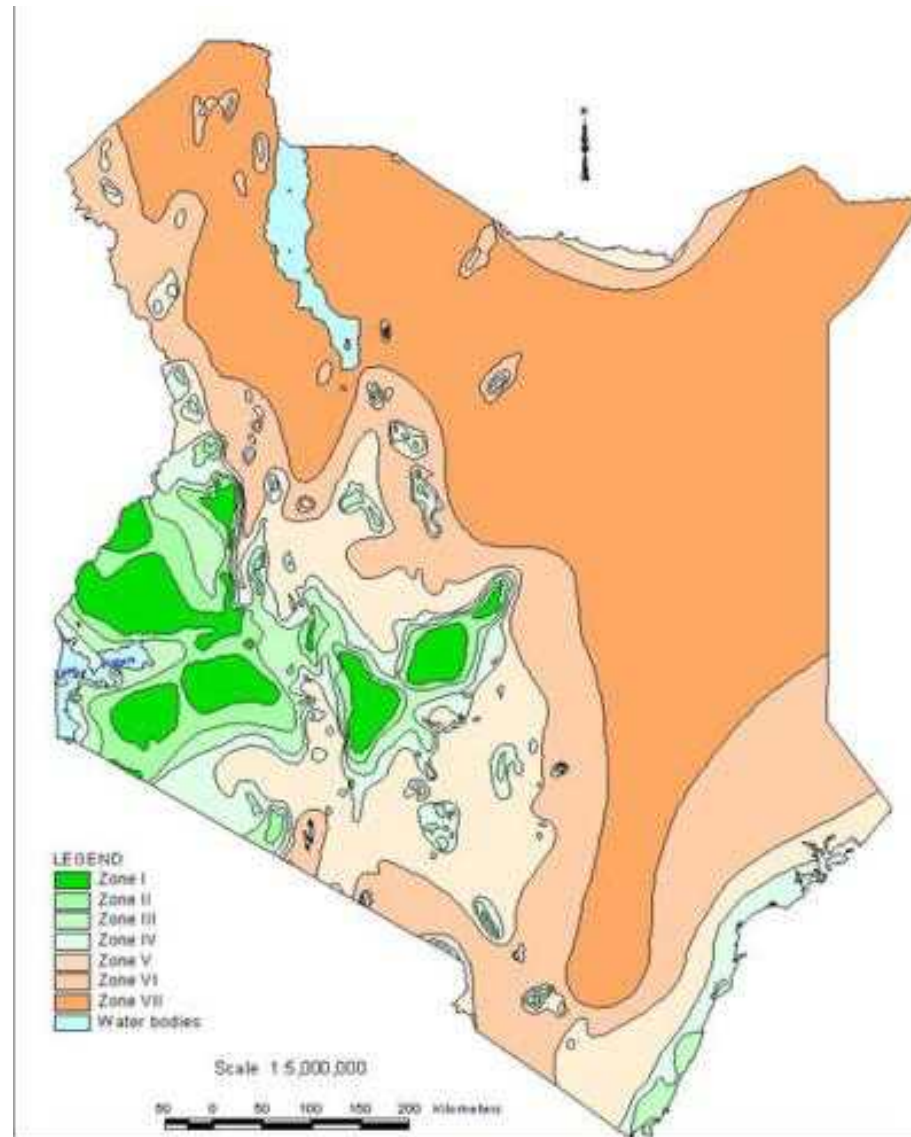 LEGEND
Zone I
Zone II
Zone III
Zone IV
Zone V
Zone VI
Zone VII
Water bodies
Scale 1:5,000,000
50 0 50 100 150 200 Kilometers